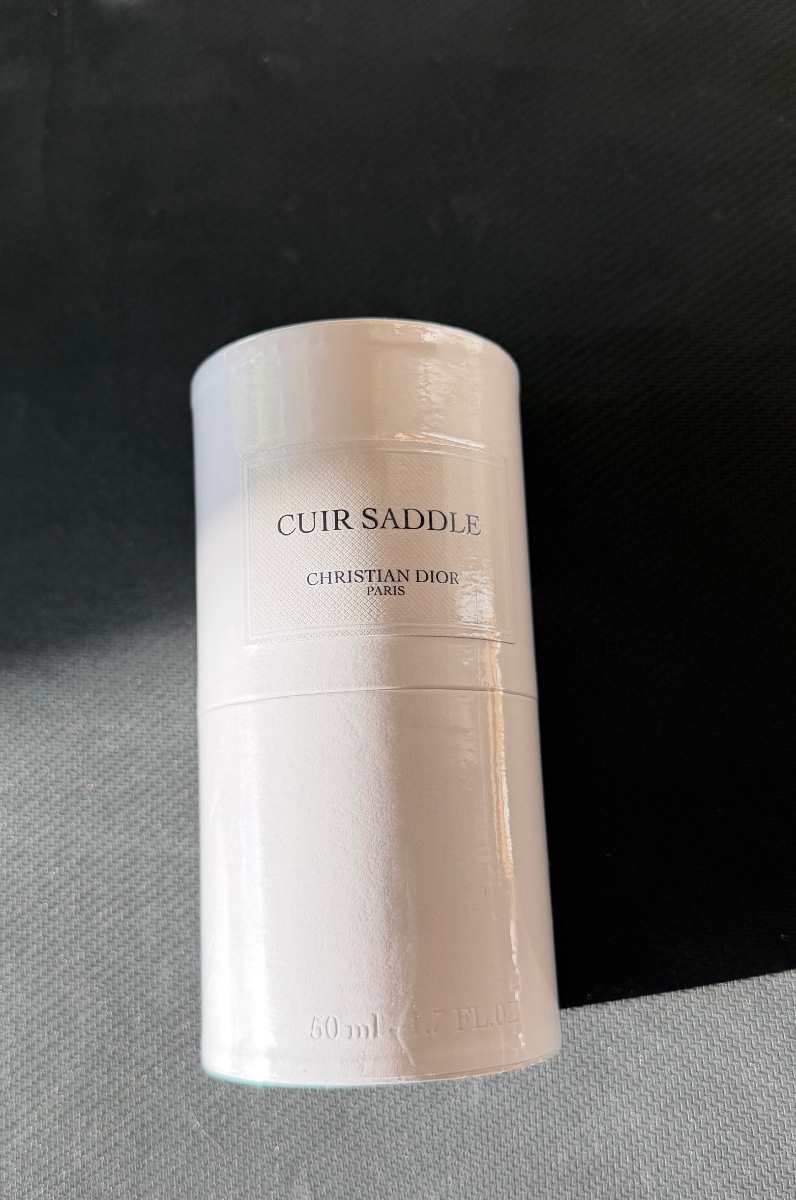 CUIR SADDLE
CHRISTIAN DIOR
PARIS
50 ml - 1.7 FL.OZ